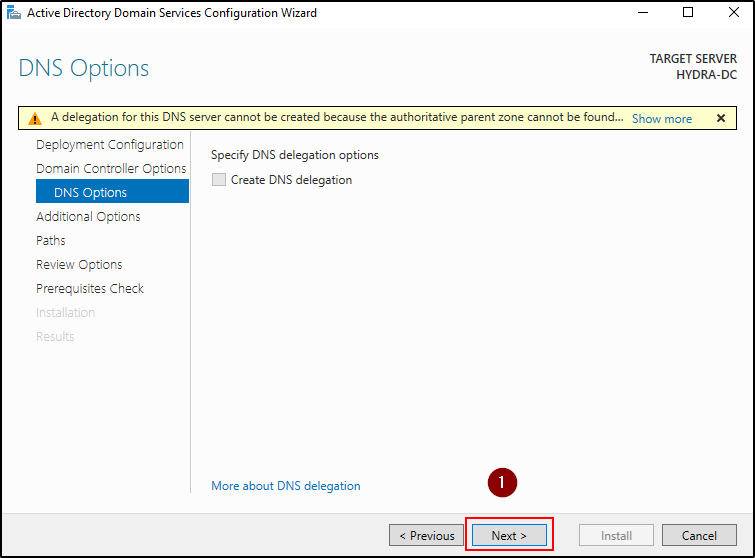 Active Directory Domain Services Configuration Wizard
DNS Options
TARGET SERVER
HYDRA-DC
A delegation for this DNS server cannot be created because the authoritative parent zone cannot be found... Show more
Deployment Configuration
Domain Controller Options
DNS Options
Additional Options
Paths
Review Options
Prerequisites Check
Installation
Results
Specify DNS delegation options
Create DNS delegation
More about DNS delegation
1
< Previous
Next >
Install
Cancel